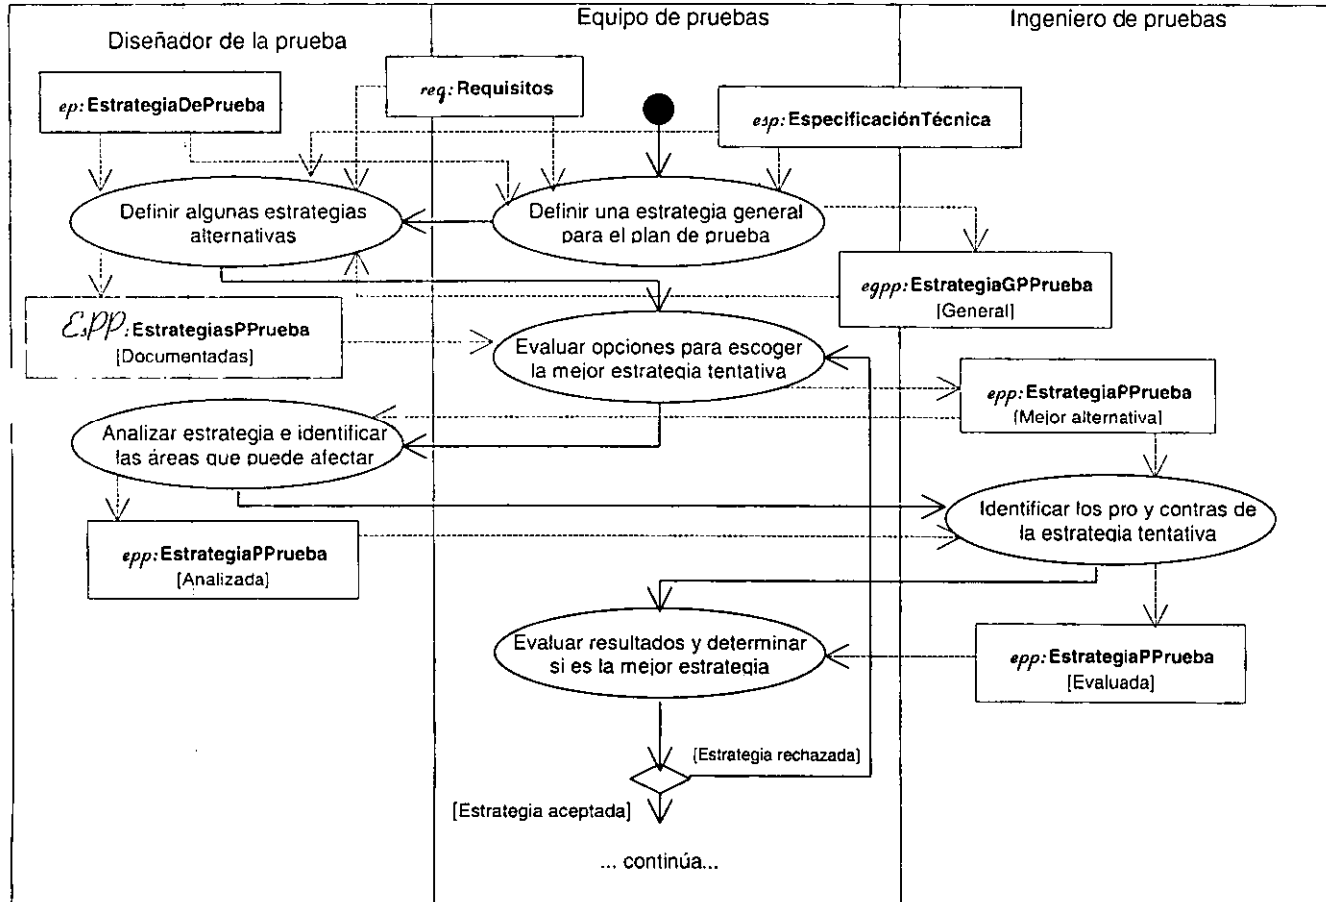 Diseñador de la prueba
Equipo de pruebas
Ingeniero de pruebas
ep:EstrategiaDePrueba
req:Requisitos
esp:EspecificaciónTécnica
Definir algunas estrategias
alternativas
Definir una estrategia general
para el plan de prueba
egpp:EstrategiaGPPrueba
[General]
EsPP:EstrategiasPPrueba
[Documentadas]
Evaluar opciones para escoger
la mejor estrategia tentativa
epp:EstrategiaPPrueba
[Mejor alternativa]
Analizar estrategia e identificar
las áreas que puede afectar
Identificar los pro y contras de
la estrategia tentativa
epp:EstrategiaPPrueba
[Analizada]
Evaluar resultados y determinar
si es la mejor estrategia
epp:EstrategiaPPrueba
[Evaluada]
[Estrategia rechazada]
[Estrategia aceptada]
... continúa...